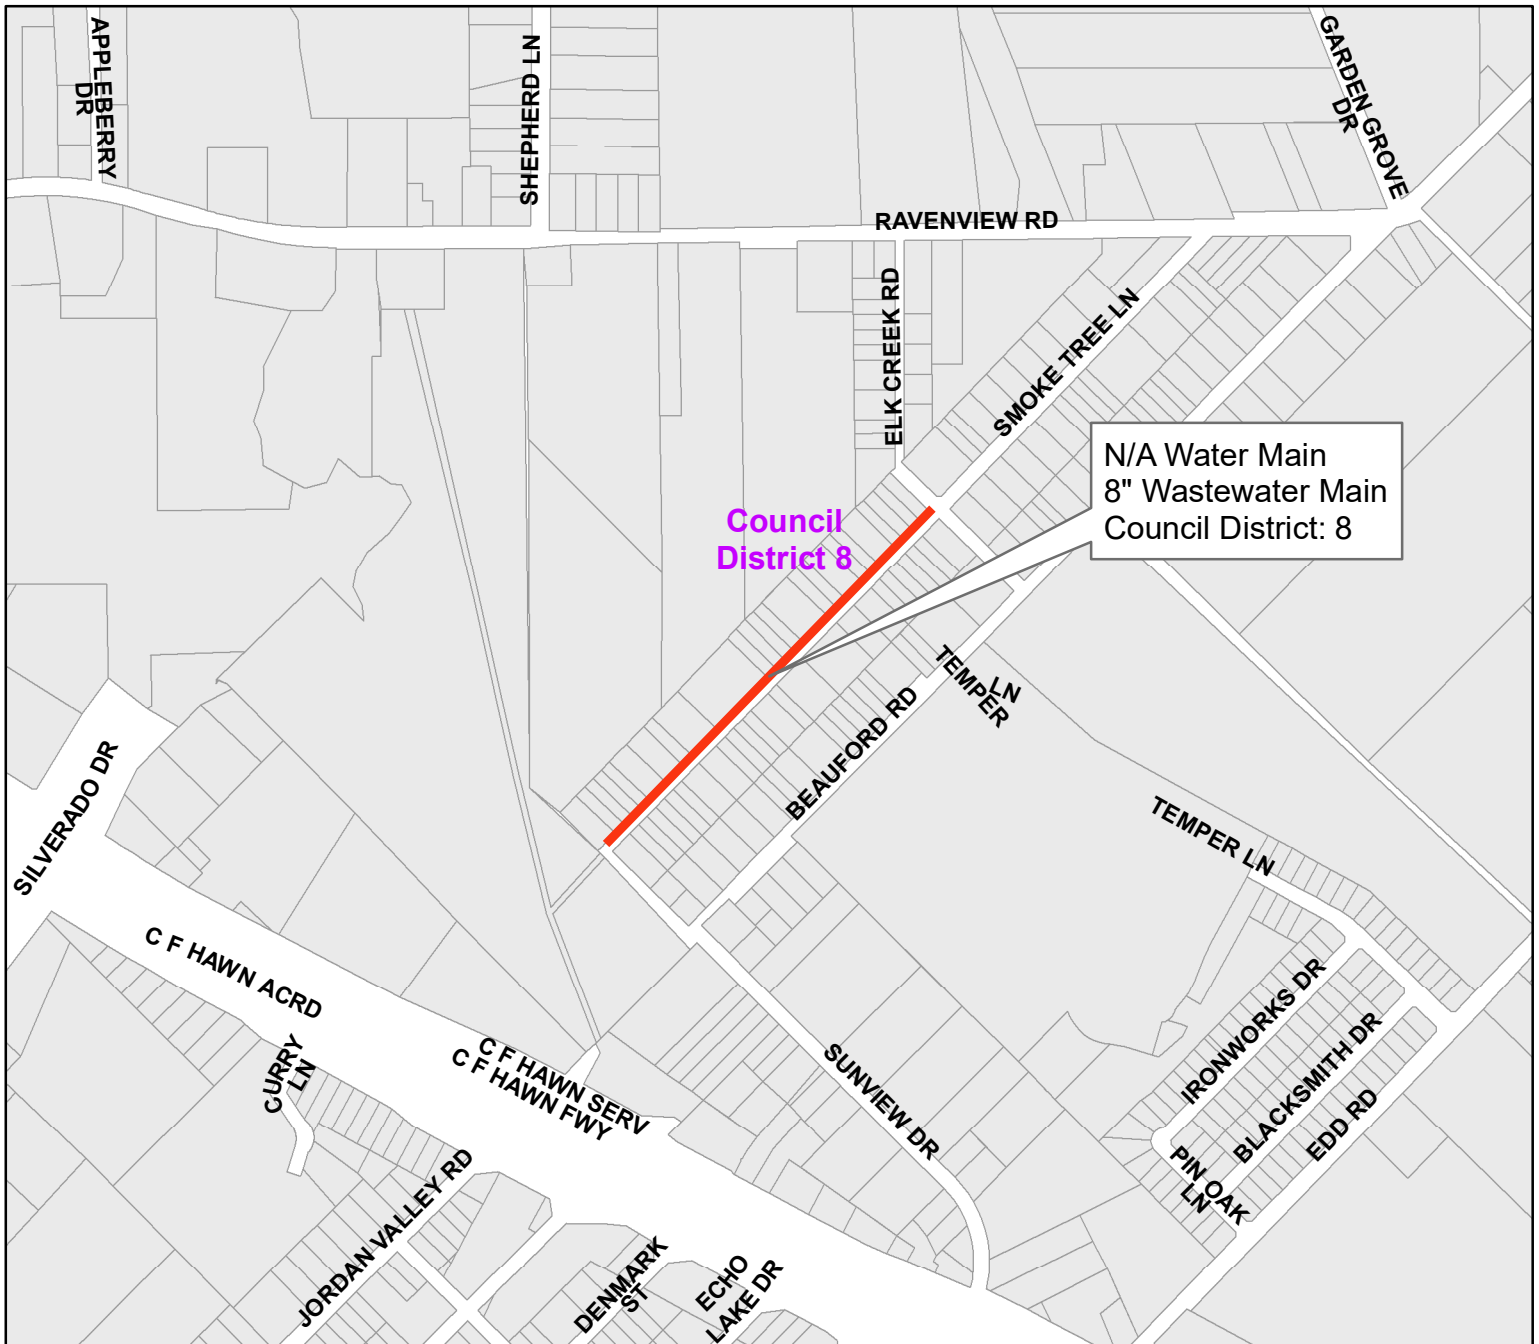 APPLEBERRY
DR
SHEPHERD LN
GARDEN GROVE
DR
RAVENVIEW RD
ELK CREEK RD
SMOKE TREE LN
N/A Water Main
8" Wastewater Main
Council District: 8
Council
District 8
TEMPER
LN
BEAUFORD RD
SILVERADO DR
TEMPER LN
C F HAWN ACRD
C F HAWN SERV
C F HAWN FWY
CURRY
LN
SUNVIEW DR
IRONWORKS DR
BLACKSMITH DR
EDD RD
PIN OAK
LN
JORDAN VALLEY RD
DENMARK
ST
ECHO
LAKE DR